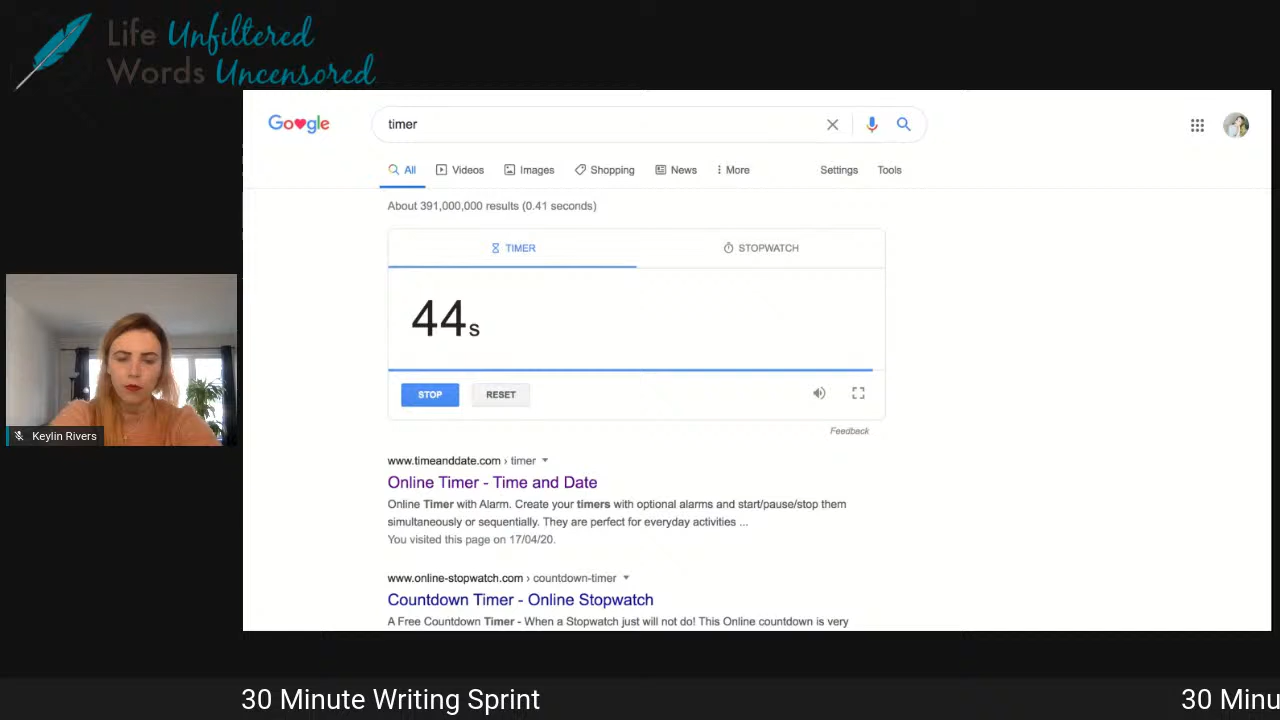 Life Unfiltered
Words Uncensored
Google
timer
All
Videos
Images
Shopping
News
More
Settings
Tools
About 391,000,000 results (0.41 seconds)
TIMER
STOPWATCH
44s
STOP
RESET
Feedback
www.timeanddate.com › timer
Online Timer - Time and Date
Online Timer with Alarm. Create your timers with optional alarms and start/pause/stop them
simultaneously or sequentially. They are perfect for everyday activities ...
You visited this page on 17/04/20.
www.online-stopwatch.com › countdown-timer
Countdown Timer - Online Stopwatch
A Free Countdown Timer - When a Stopwatch just will not do! This Online countdown is very
Keylin Rivers
30 Minute Writing Sprint
30 Minu